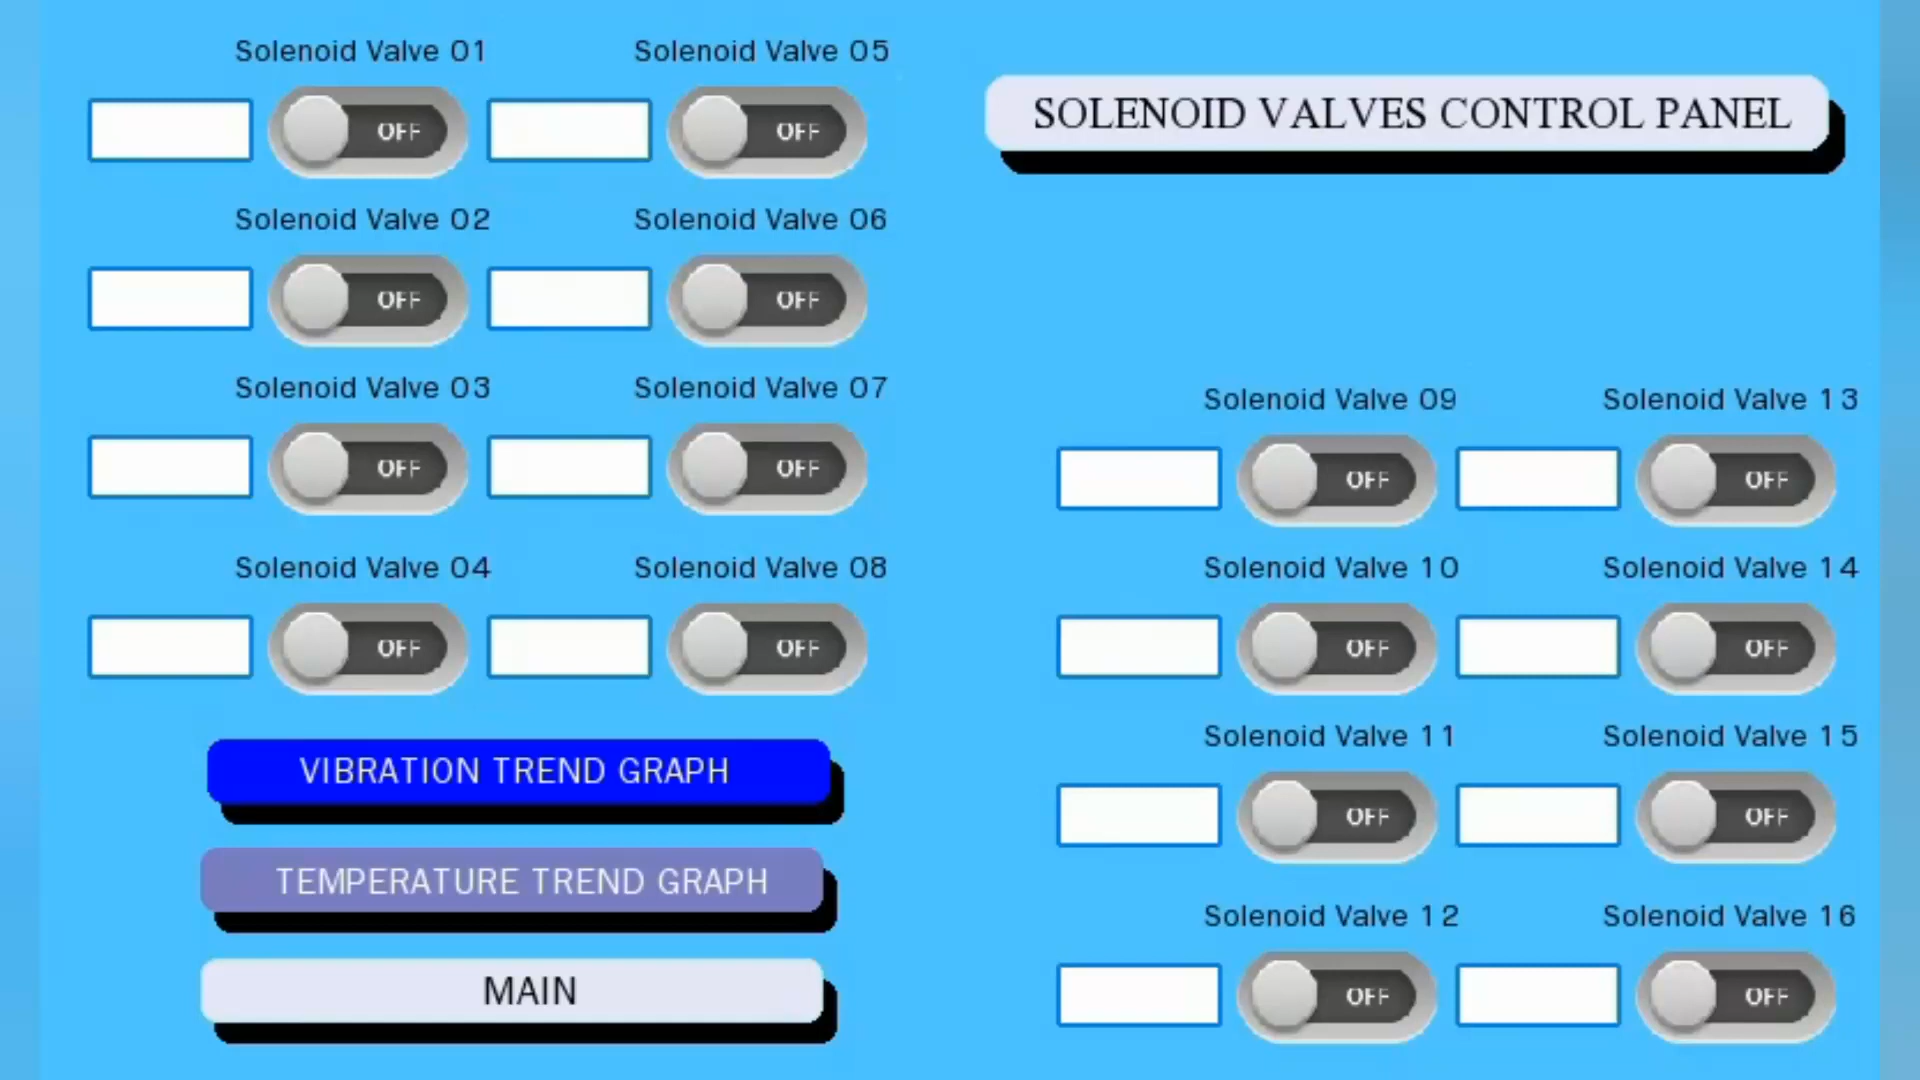 Solenoid Valve 01
Solenoid Valve 05
OFF
OFF
SOLENOID VALVES CONTROL PANEL
Solenoid Valve 02
Solenoid Valve 06
OFF
OFF
Solenoid Valve 03
Solenoid Valve 07
OFF
OFF
Solenoid Valve 04
Solenoid Valve 08
OFF
OFF
VIBRATION TREND GRAPH
TEMPERATURE TREND GRAPH
MAIN
Solenoid Valve 09
Solenoid Valve 13
OFF
OFF
Solenoid Valve 10
Solenoid Valve 14
OFF
OFF
Solenoid Valve 11
Solenoid Valve 15
OFF
OFF
Solenoid Valve 12
Solenoid Valve 16
OFF
OFF